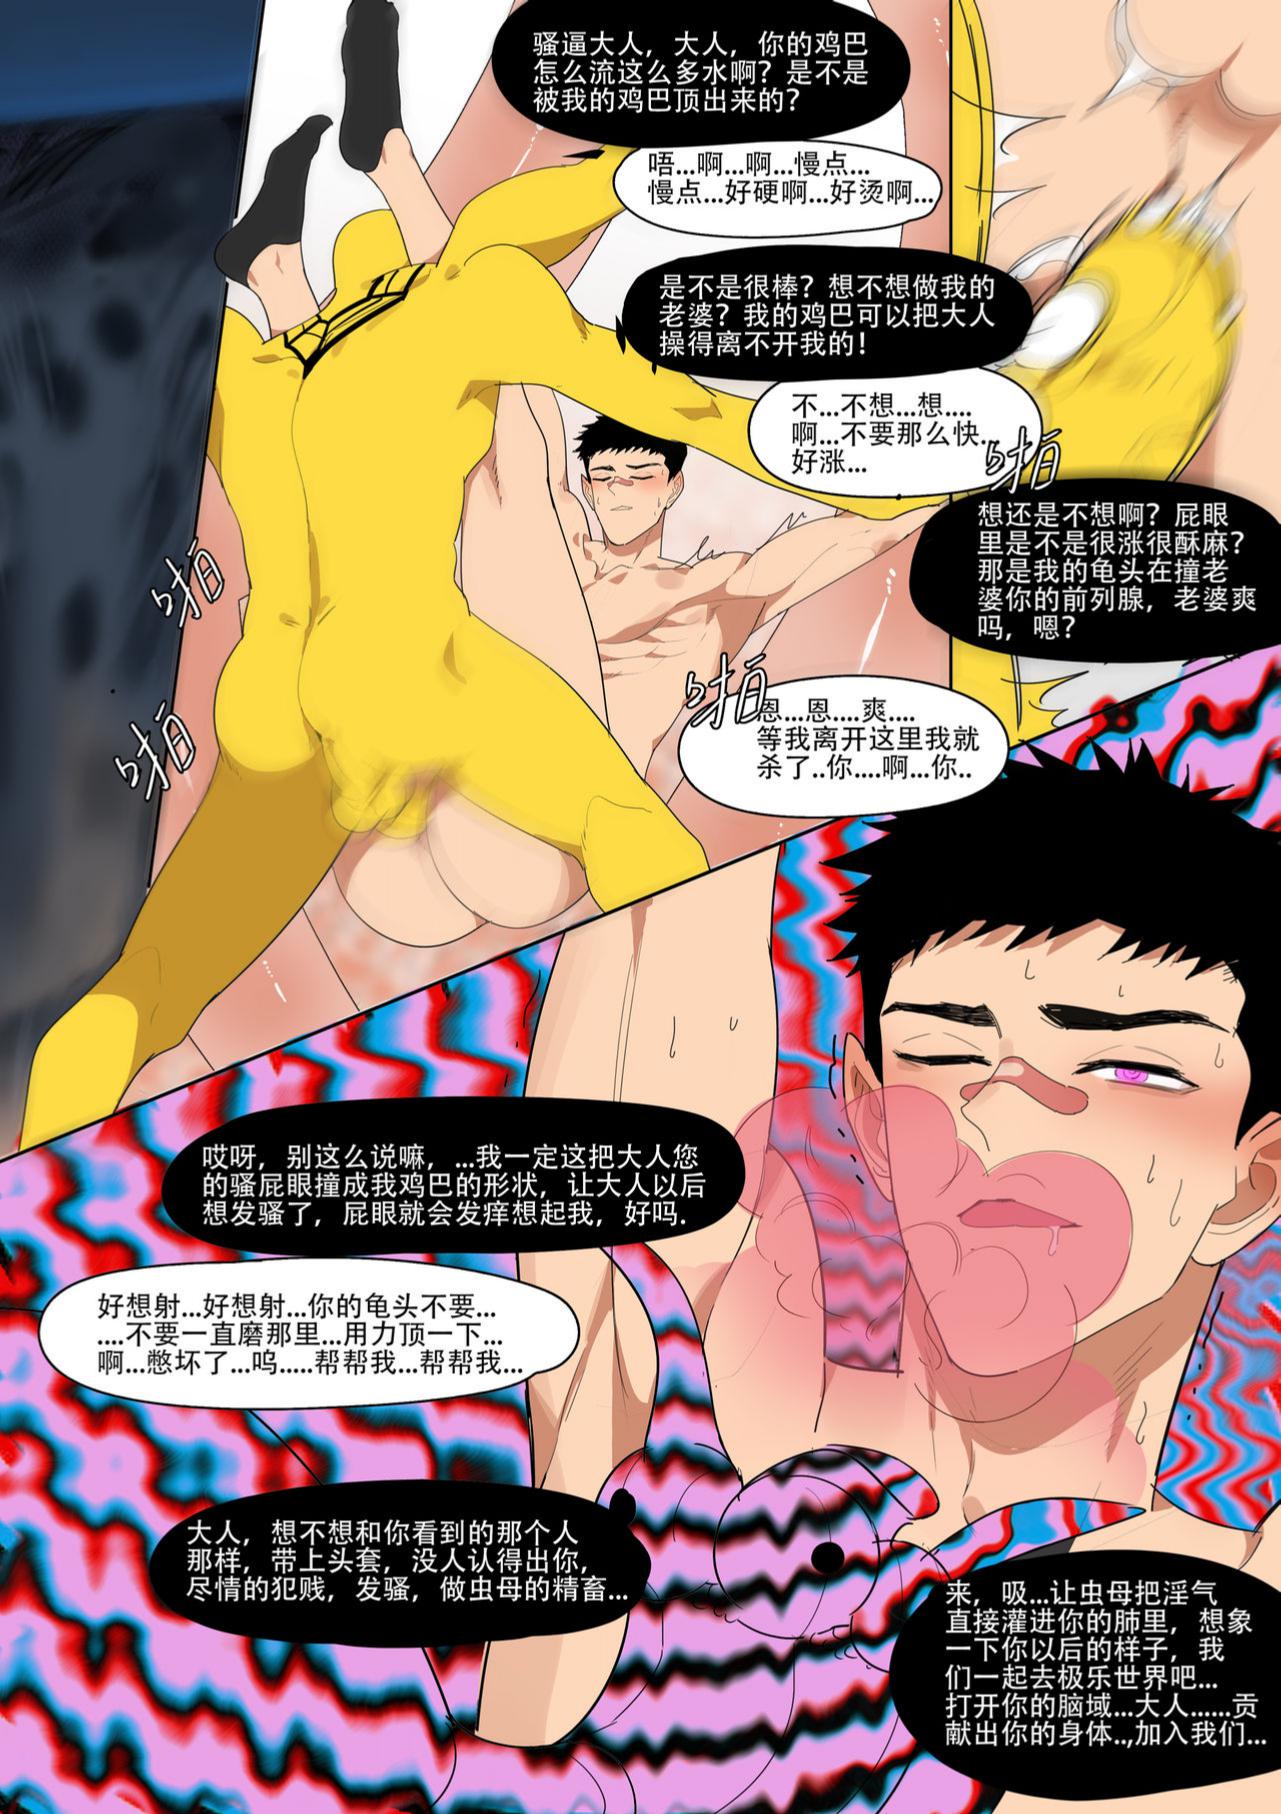 骚逼大人，大人，你的鸡巴
怎么流这么多水啊？是不是
被我的鸡巴顶出来的？
唔...啊...啊...慢点...
慢点...好硬啊...好烫啊...
是不是很棒？想不想做我的
老婆？我的鸡巴可以把大人
操得离不开我的！
不...不想...想....
啊...不要那么快.
好涨...
啪
想还是不想啊？屁眼
里是不是很涨很酥麻？
那是我的龟头在撞老
婆你的前列腺，老婆爽
吗，嗯？
啪
啪
啪
恩...恩....爽....
等我离开这里我就
杀了..你....啊...你..
哎呀，别这么说嘛，...我一定这把大人您
的骚屁眼撞成我鸡巴的形状，让大人以后
想发骚了，屁眼就会发痒想起我，好吗.
好想射...好想射...你的龟头不要...
....不要一直磨那里...用力顶一下...
啊...憋坏了...呜.....帮帮我...帮帮我...
大人，想不想和你看到的那个人
那样，带上头套，没人认得出你，
尽情的犯贱，发骚，做虫母的精畜...
来，吸...让虫母把淫气
直接灌进你的肺里，想象
一下你以后的样子，我
们一起去极乐世界吧...
打开你的脑域...大人......贡
献出你的身体..,加入我们...